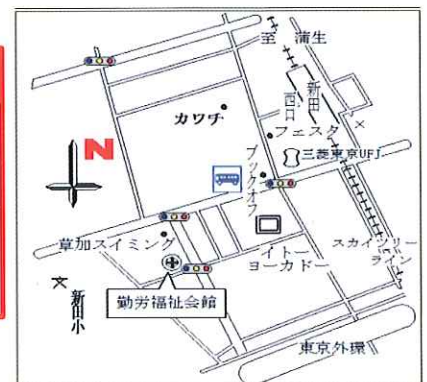 至 蒲生
新田
西口
カワチ
フェスタ
三菱東京UFJ
N
ブックオフ
草加スイミング
イトー
ヨーカドー
スカイツリー
ライン
新田小
勤労福祉会館
東京外環